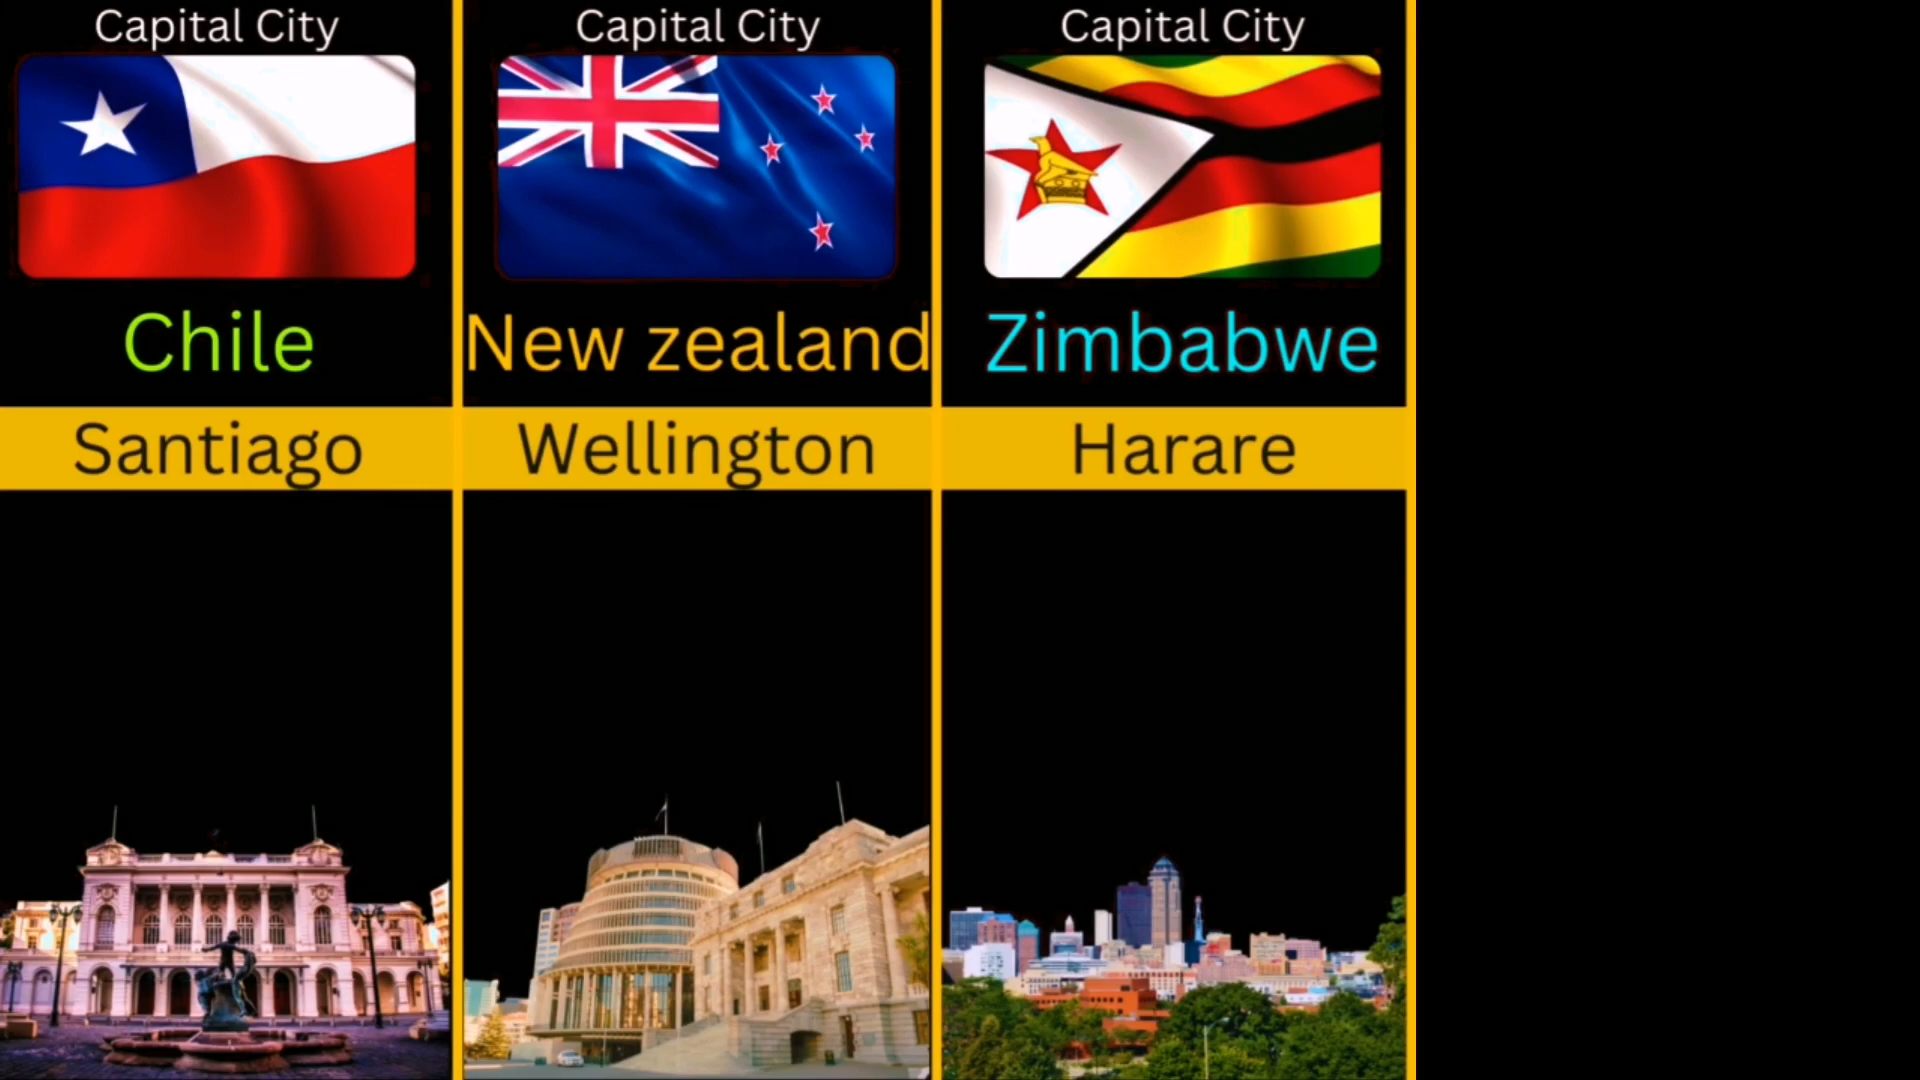 Capital City
Chile
Santiago
Capital City
New zealand
Wellington
Capital City
Zimbabwe
Harare